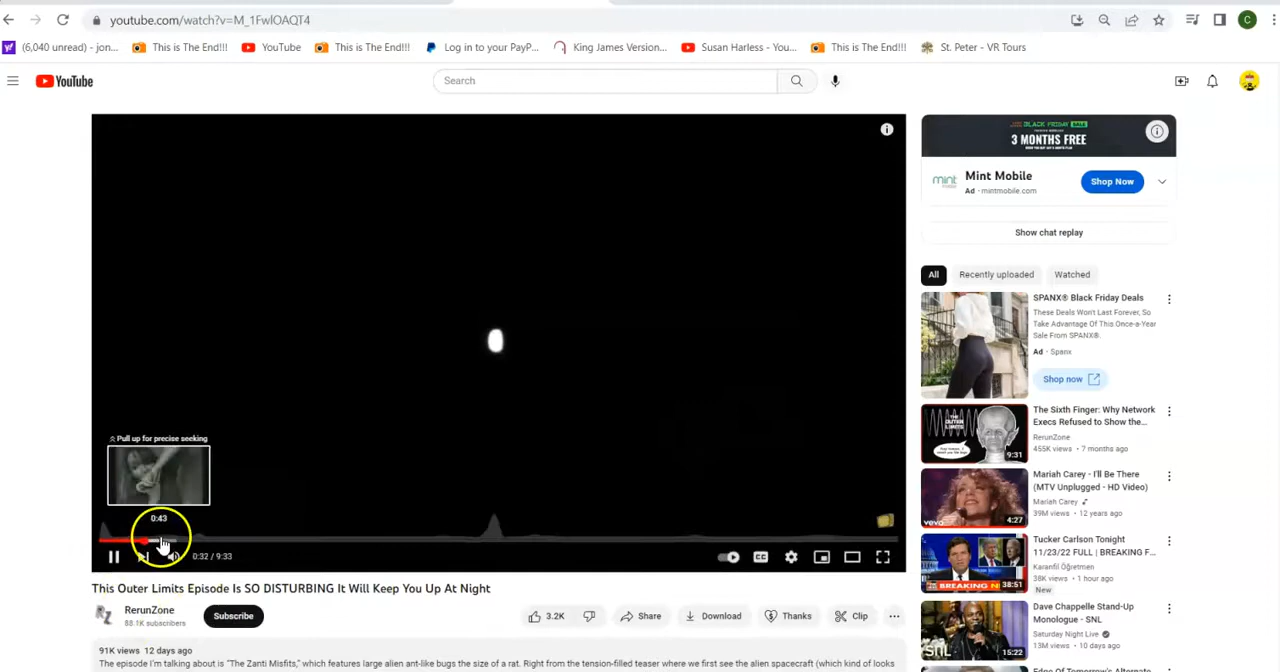 youtube.com/watch?v=M_1FwlOAQT4
(6,040 unread) - jon...
This is The End!!!
YouTube
This is The End!!!
Log in to your PayP...
King James Version...
Susan Harless - You...
This is The End!!!
St. Peter - VR Tours
C
YouTube
Search
BLACK FRIDAY SALE
3 MONTHS FREE
mint
Mint Mobile
Ad · mintmobile.com
Shop Now
Show chat replay
All
Recently uploaded
Watched
SPANX® Black Friday Deals
These Deals Won't Last Forever, So
Take Advantage Of This Once-a-Year
Sale From SPANX®.
Ad · Spanx
Shop now
The Sixth Finger: Why Network
Execs Refused to Show the...
RerunZone
455K views • 7 months ago
9:31
Mariah Carey - I'll Be There
(MTV Unplugged - HD Video)
Mariah Carey
39M views • 12 years ago
vevo
4:27
Tucker Carlson Tonight
11/23/22 FULL | BREAKING F...
Karanfil Öğretmen
38K views • 1 hour ago
New
BREAKING N
38:51
Dave Chappelle Stand-Up
Monologue - SNL
Saturday Night Live
13M views • 10 days ago
15:22
Ed Of Tomorrow's Alternate
Pull up for precise seeking
0:43
0:32 / 9:33
CC
This Outer Limits Episode Is SO DISTURBING It Will Keep You Up At Night
RerunZone
88.1K subscribers
Subscribe
3.2K
Share
Download
Thanks
Clip
91K views 12 days ago
The episode I'm talking about is "The Zanti Misfits," which features large alien ant-like bugs the size of a rat. Right from the tension-filled teaser where we first see the alien spacecraft (which kind of looks